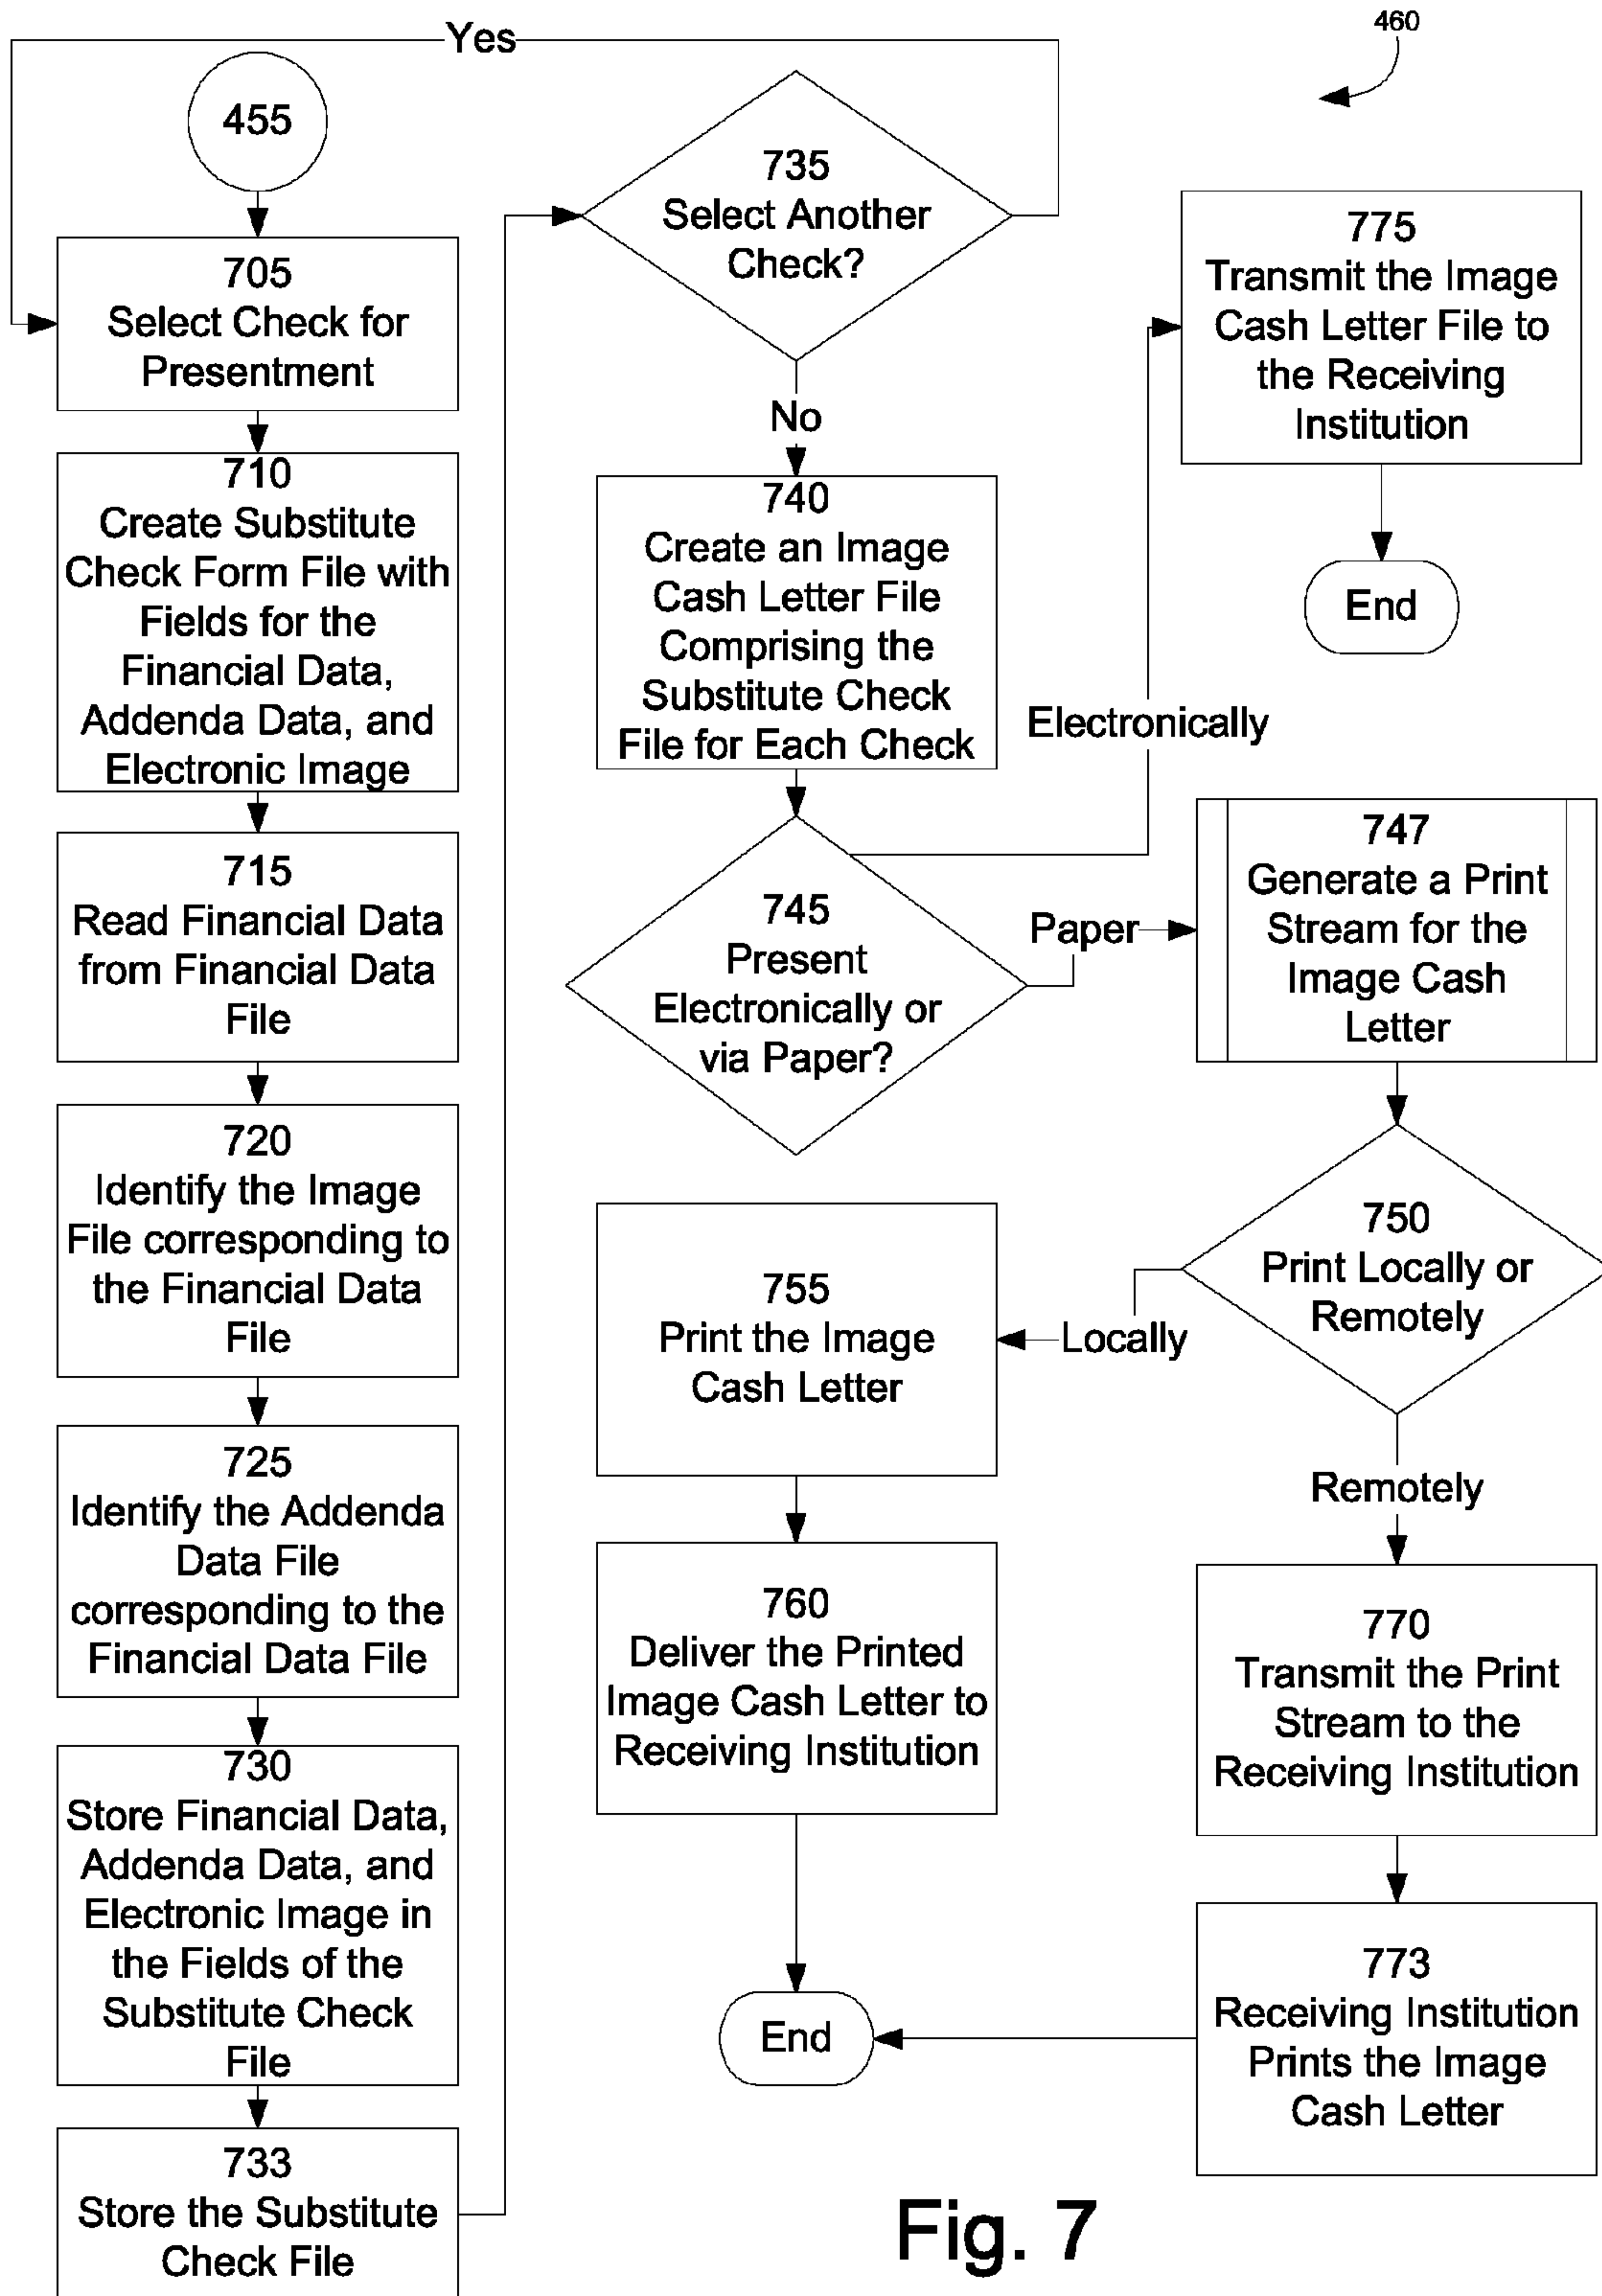 460
Yes
455
705
Select Check for
Presentment
710
Create Substitute
Check Form File with
Fields for the
Financial Data,
Addenda Data, and
Electronic Image
715
Read Financial Data
from Financial Data
File
720
Identify the Image
File corresponding to
the Financial Data
File
725
Identify the Addenda
Data File
corresponding to the
Financial Data File
730
Store Financial Data,
Addenda Data, and
Electronic Image in
the Fields of the
Substitute Check
File
733
Store the Substitute
Check File
735
Select Another
Check?
No
740
Create an Image
Cash Letter File
Comprising the
Substitute Check
File for Each Check
745
Present
Electronically or
via Paper?
Electronically
775
Transmit the Image
Cash Letter File to
the Receiving
Institution
End
Paper
747
Generate a Print
Stream for the
Image Cash
Letter
750
Print Locally or
Remotely
Locally
755
Print the Image
Cash Letter
760
Deliver the Printed
Image Cash Letter to
Receiving Institution
Remotely
770
Transmit the Print
Stream to the
Receiving Institution
773
Receiving Institution
Prints the Image
Cash Letter
End
Fig. 7